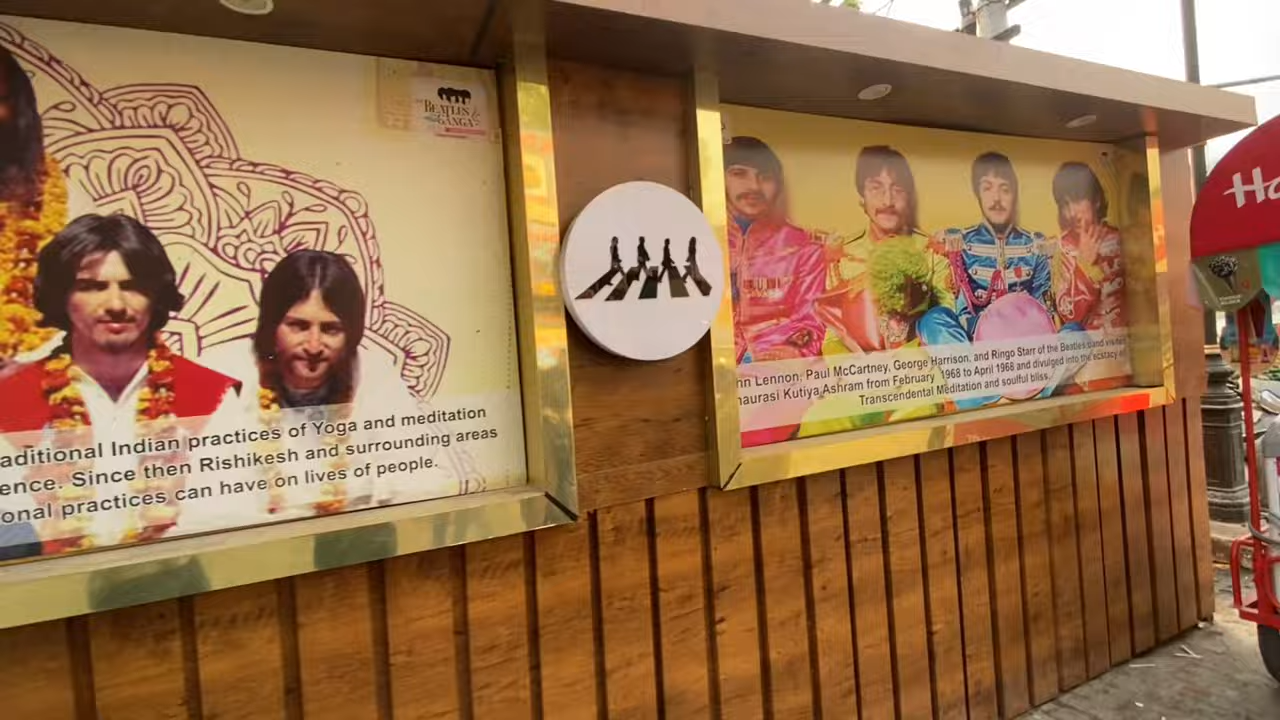 BEATLES &
GANGA
aditional Indian practices of Yoga and meditation
ence. Since then Rishikesh and surrounding areas
onal practices can have on lives of people.
hn Lennon, Paul McCartney, George Harrison, and Ringo Starr of the Beatles band visited
haurasi Kutiya Ashram from February 1968 to April 1968 and divulged into the ecstacy of
Transcendental Meditation and soulful bliss.
Ha